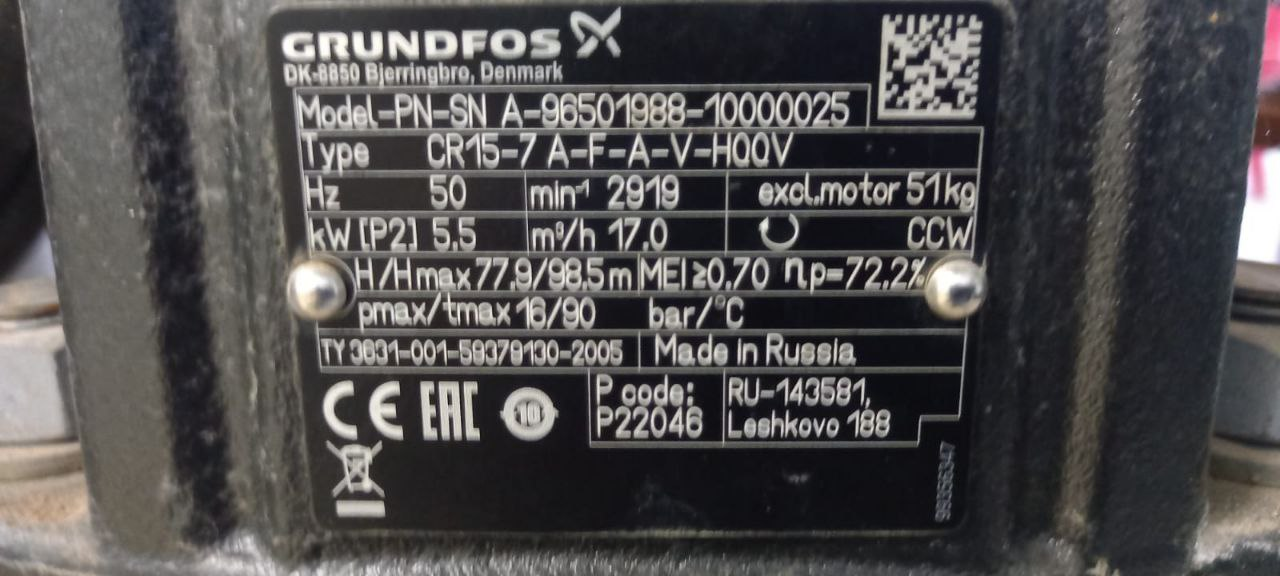 GRUNDFOS
DK-8850 Bjerringbro, Denmark
Model-PN-SN A-96501988-10000025
Type CR15-7 A-F-A-V-HQQV
Hz 50 min⁻¹ 2919 excl.motor 51kg
kW [P2] 5.5 m³/h 17.0 CCW
H/Hmax 77.9/98.5 m MEI ≥0.70 ηp=72.2%
pmax/tmax 16/90 bar/°C
TY 3631-001-59379130-2005 Made in Russia
CE EAC 10 P code: RU-143581,
P22046 Leshkovo 188